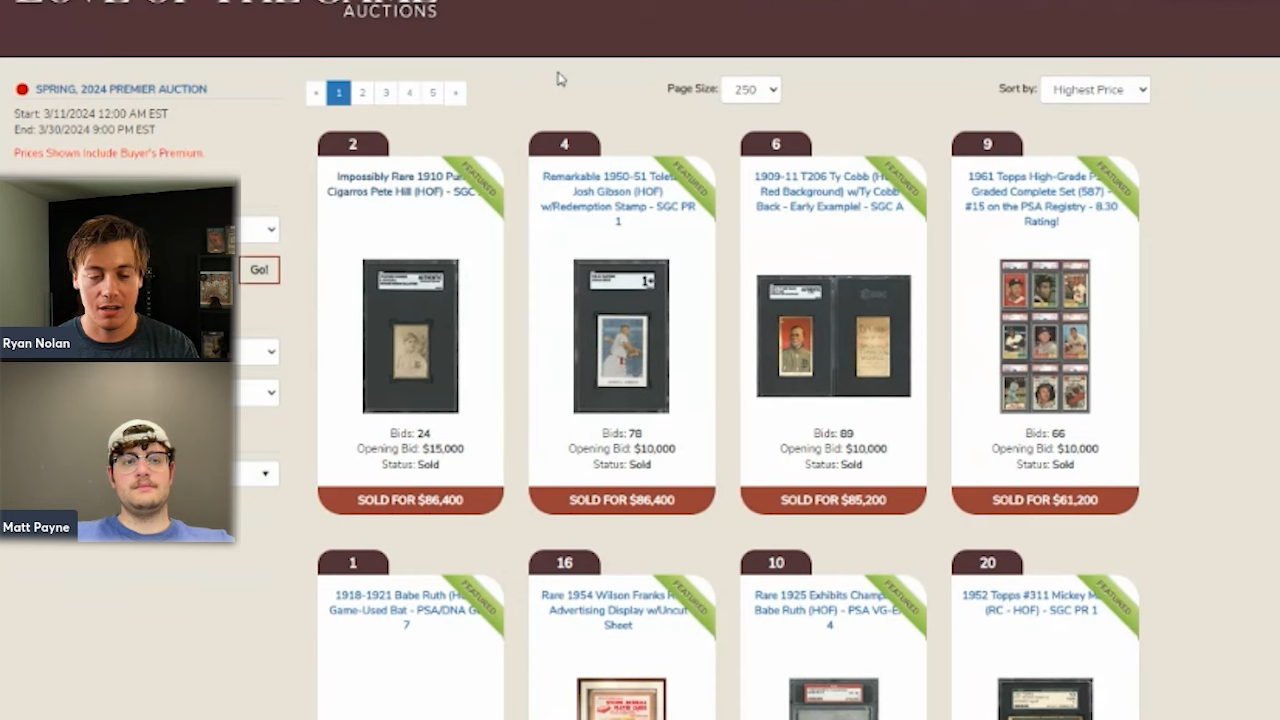 LOVE OF THE GAME
AUCTIONS
SPRING, 2024 PREMIER AUCTION
Start: 3/11/2024 12:00 AM EST
End: 3/30/2024 9:00 PM EST
Prices Shown Include Buyer's Premium.
Go!
Ryan Nolan
Matt Payne
« 1 2 3 4 5 »
Page Size: 250
Sort by: Highest Price
2
FEATURED
Impossibly Rare 1910
Cigarros Pete Hill (HOF) - SGC
Bids: 24
Opening Bid: $15,000
Status: Sold
SOLD FOR $86,400
4
FEATURED
Remarkable 1950-51
Josh Gibson (HOF)
w/Redemption Stamp - SGC PR
1
Bids: 78
Opening Bid: $10,000
Status: Sold
SOLD FOR $86,400
6
FEATURED
1909-11 T206 Ty Cobb
Red Background) w/Ty Cobb
Back - Early Example! - SGC A
Bids: 89
Opening Bid: $10,000
Status: Sold
SOLD FOR $85,200
9
FEATURED
1961 Topps High-Grade
Graded Complete Set (587) -
#15 on the PSA Registry - 8.30
Rating!
Bids: 66
Opening Bid: $10,000
Status: Sold
SOLD FOR $61,200
1
FEATURED
1918-1921 Babe Ruth
Game-Used Bat - PSA/DNA
7
16
FEATURED
Rare 1954 Wilson Franks
Advertising Display w/Uncut
Sheet
10
FEATURED
Rare 1925 Exhibits
Babe Ruth (HOF) - PSA
4
20
FEATURED
1952 Topps #311 Mickey
(RC - HOF) - SGC PR 1